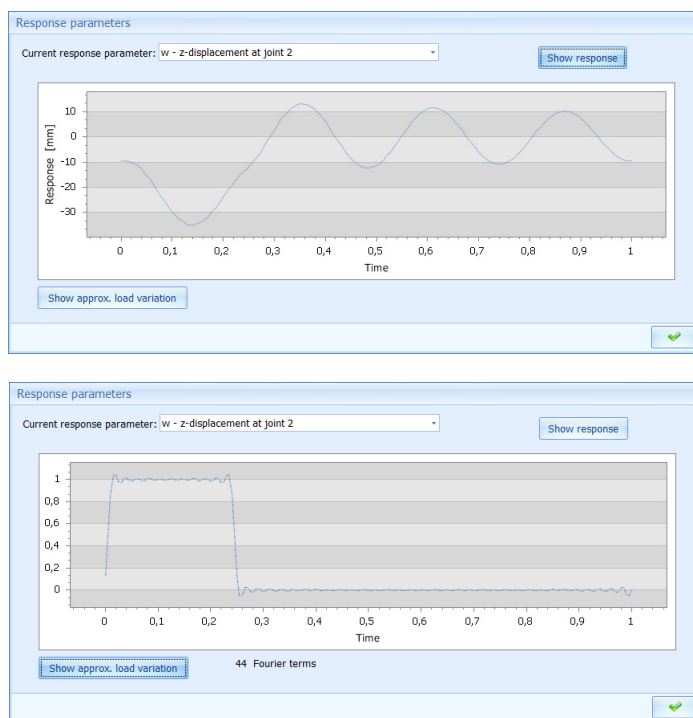 Response parameters
Current response parameter: w - z-displacement at joint 2
Show response
Response [mm]
10
0
-10
-20
-30
0 0,1 0,2 0,3 0,4 0,5 0,6 0,7 0,8 0,9 1
Time
Show approx. load variation
Response parameters
Current response parameter: w - z-displacement at joint 2
Show response
1
0,8
0,6
0,4
0,2
0
0 0,1 0,2 0,3 0,4 0,5 0,6 0,7 0,8 0,9 1
Time
Show approx. load variation
44 Fourier terms